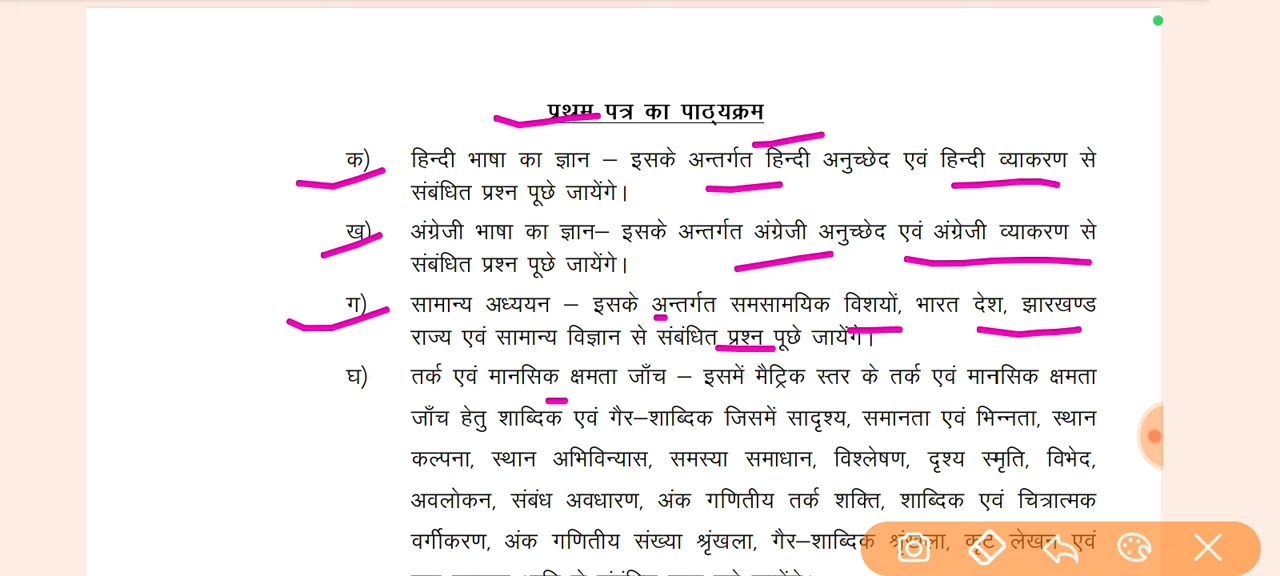 प्रथम पत्र का पाठ्यक्रम
क) हिन्दी भाषा का ज्ञान – इसके अन्तर्गत हिन्दी अनुच्छेद एवं हिन्दी व्याकरण से
संबंधित प्रश्न पूछे जायेंगे।
ख) अंग्रेजी भाषा का ज्ञान– इसके अन्तर्गत अंग्रेजी अनुच्छेद एवं अंग्रेजी व्याकरण से
संबंधित प्रश्न पूछे जायेंगे।
ग) सामान्य अध्ययन – इसके अन्तर्गत समसामयिक विशयों, भारत देश, झारखण्ड
राज्य एवं सामान्य विज्ञान से संबंधित प्रश्न पूछे जायेंगे।
घ) तर्क एवं मानसिक क्षमता जाँच – इसमें मैट्रिक स्तर के तर्क एवं मानसिक क्षमता
जाँच हेतु शाब्दिक एवं गैर–शाब्दिक जिसमें सादृश्य, समानता एवं भिन्नता, स्थान
कल्पना, स्थान अभिविन्यास, समस्या समाधान, विश्लेषण, दृश्य स्मृति, विभेद,
अवलोकन, संबंध अवधारण, अंक गणितीय तर्क शक्ति, शाब्दिक एवं चित्रात्मक
वर्गीकरण, अंक गणितीय संख्या श्रृंखला, गैर–शाब्दिक श्रृंखला, कूट लेखन एवं